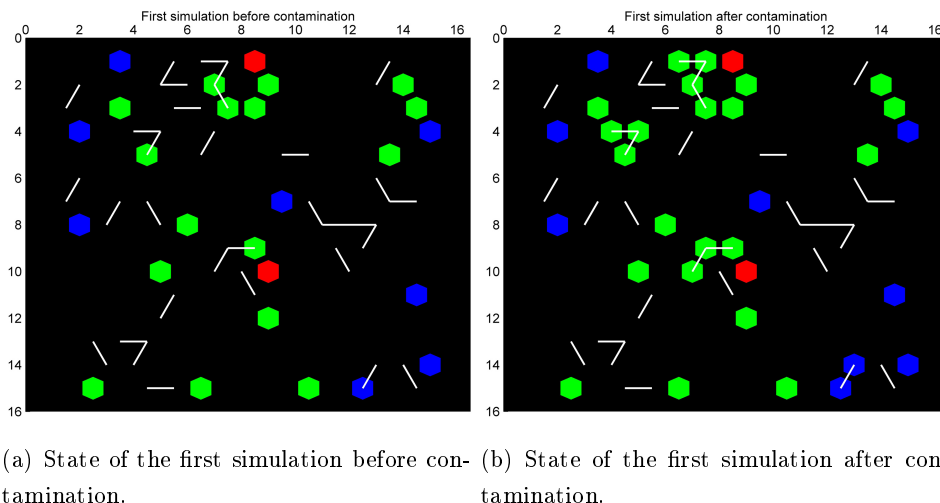 First simulation before contamination
0 2 4 6 8 10 12 14 16
0
2
4
6
8
10
12
14
16
First simulation after contamination
0 2 4 6 8 10 12 14 16
0
2
4
6
8
10
12
14
16
(a) State of the first simulation before con-
tamination.
(b) State of the first simulation after con
tamination.